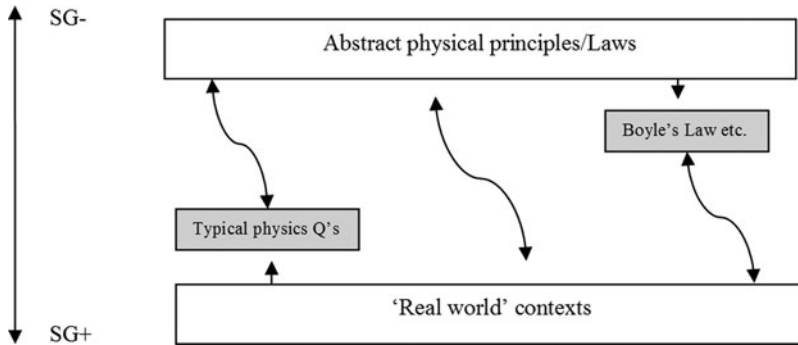 SG-
Abstract physical principles/Laws
Boyle's Law etc.
Typical physics Q's
'Real world' contexts
SG+